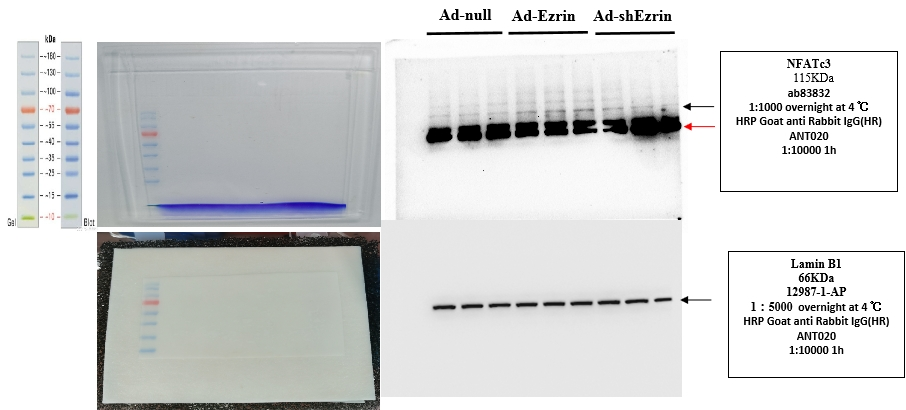 Ad-null Ad-Ezrin Ad-shEzrin
kDa
~180
~130
~100
~70
~55
~40
~35
~25
~15
~10
Gel Blot
NFATc3
115KDa
ab83832
1:1000 overnight at 4 ℃
HRP Goat anti Rabbit IgG(HR)
ANT020
1:10000 1h
Lamin B1
66KDa
12987-1-AP
1：5000 overnight at 4 ℃
HRP Goat anti Rabbit IgG(HR)
ANT020
1:10000 1h